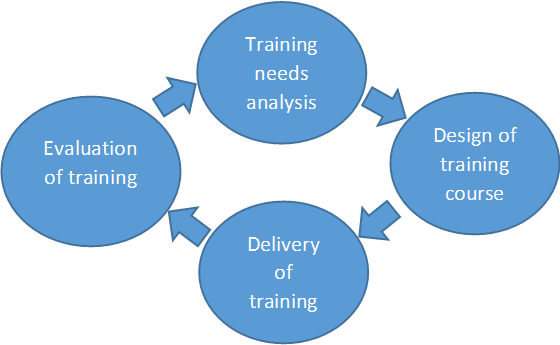 Training
needs
analysis
Design of
training
course
Delivery
of
training
Evaluation
of training